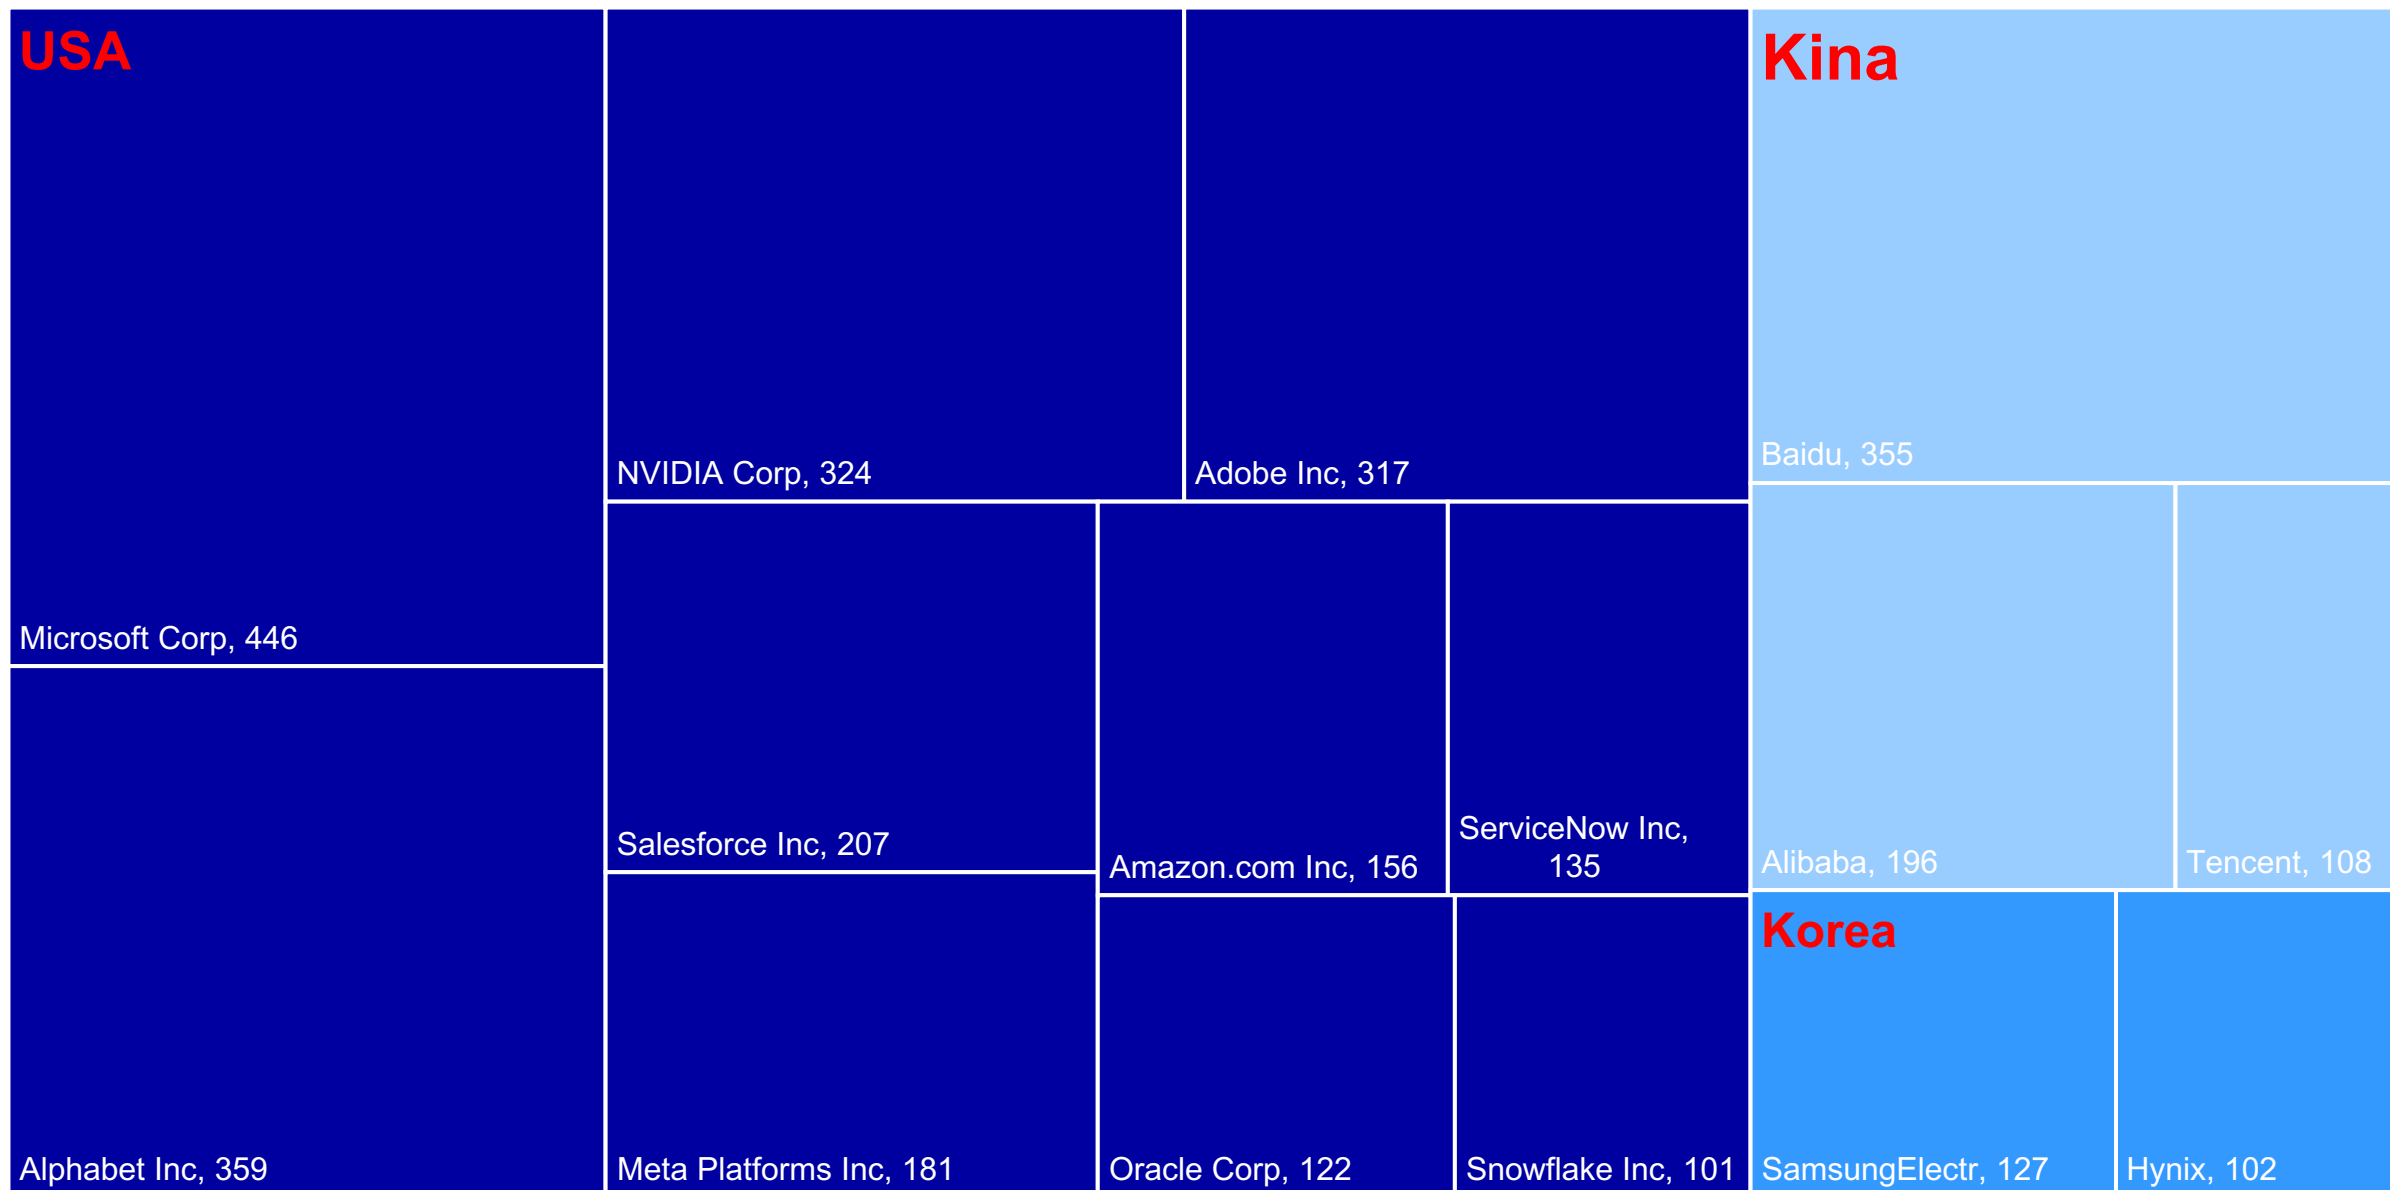 USA
Microsoft Corp, 446
Alphabet Inc, 359
NVIDIA Corp, 324
Adobe Inc, 317
Salesforce Inc, 207
Meta Platforms Inc, 181
Amazon.com Inc, 156
ServiceNow Inc,
135
Oracle Corp, 122
Snowflake Inc, 101
Kina
Baidu, 355
Alibaba, 196
Tencent, 108
Korea
SamsungElectr, 127
Hynix, 102